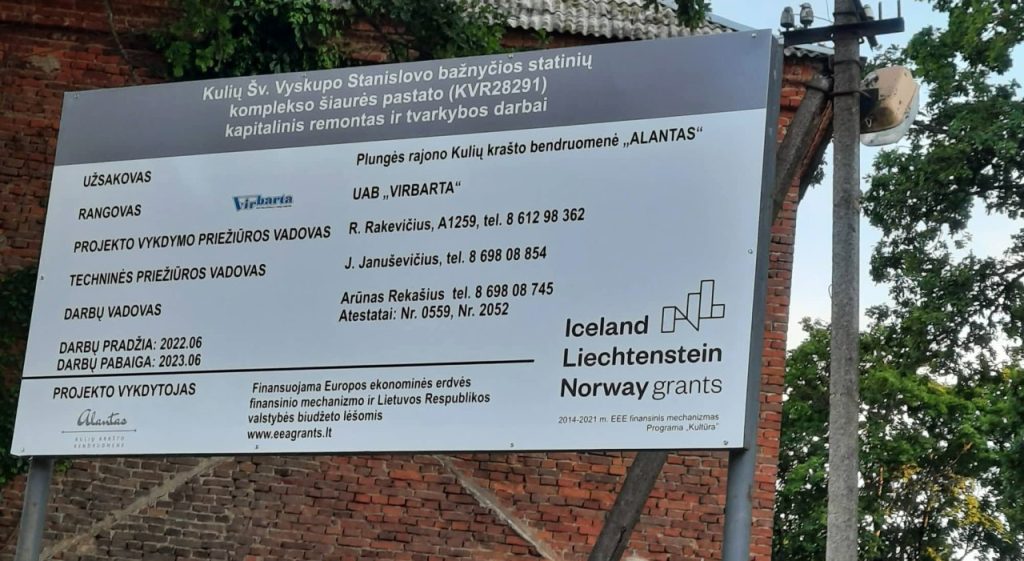 Kulių Šv. Vyskupo Stanislovo bažnyčios statinių
komplekso šiaurės pastato (KVR28291)
kapitalinis remontas ir tvarkybos darbai
UŽSAKOVAS
Plungės rajono Kulių krašto bendruomenė „ALANTAS“
RANGOVAS
Virbarta
UAB „VIRBARTA“
PROJEKTO VYKDYMO PRIEŽIŪROS VADOVAS
R. Rakevičius, A1259, tel. 8 612 98 362
TECHNINĖS PRIEŽIŪROS VADOVAS
J. Januševičius, tel. 8 698 08 854
DARBŲ VADOVAS
Arūnas Rekašius tel. 8 698 08 745
Atestatai: Nr. 0559, Nr. 2052
DARBŲ PRADŽIA: 2022.06
DARBŲ PABAIGA: 2023.06
Iceland
Liechtenstein
Norway grants
2014-2021 m. EEE finansinis mechanizmas
Programa „Kultūra“
PROJEKTO VYKDYTOJAS
Alantas
KULIŲ KRAŠTO
BENDRUOMENĖ
Finansuojama Europos ekonominės erdvės
finansinio mechanizmo ir Lietuvos Respublikos
valstybės biudžeto lėšomis
www.eeagrants.lt